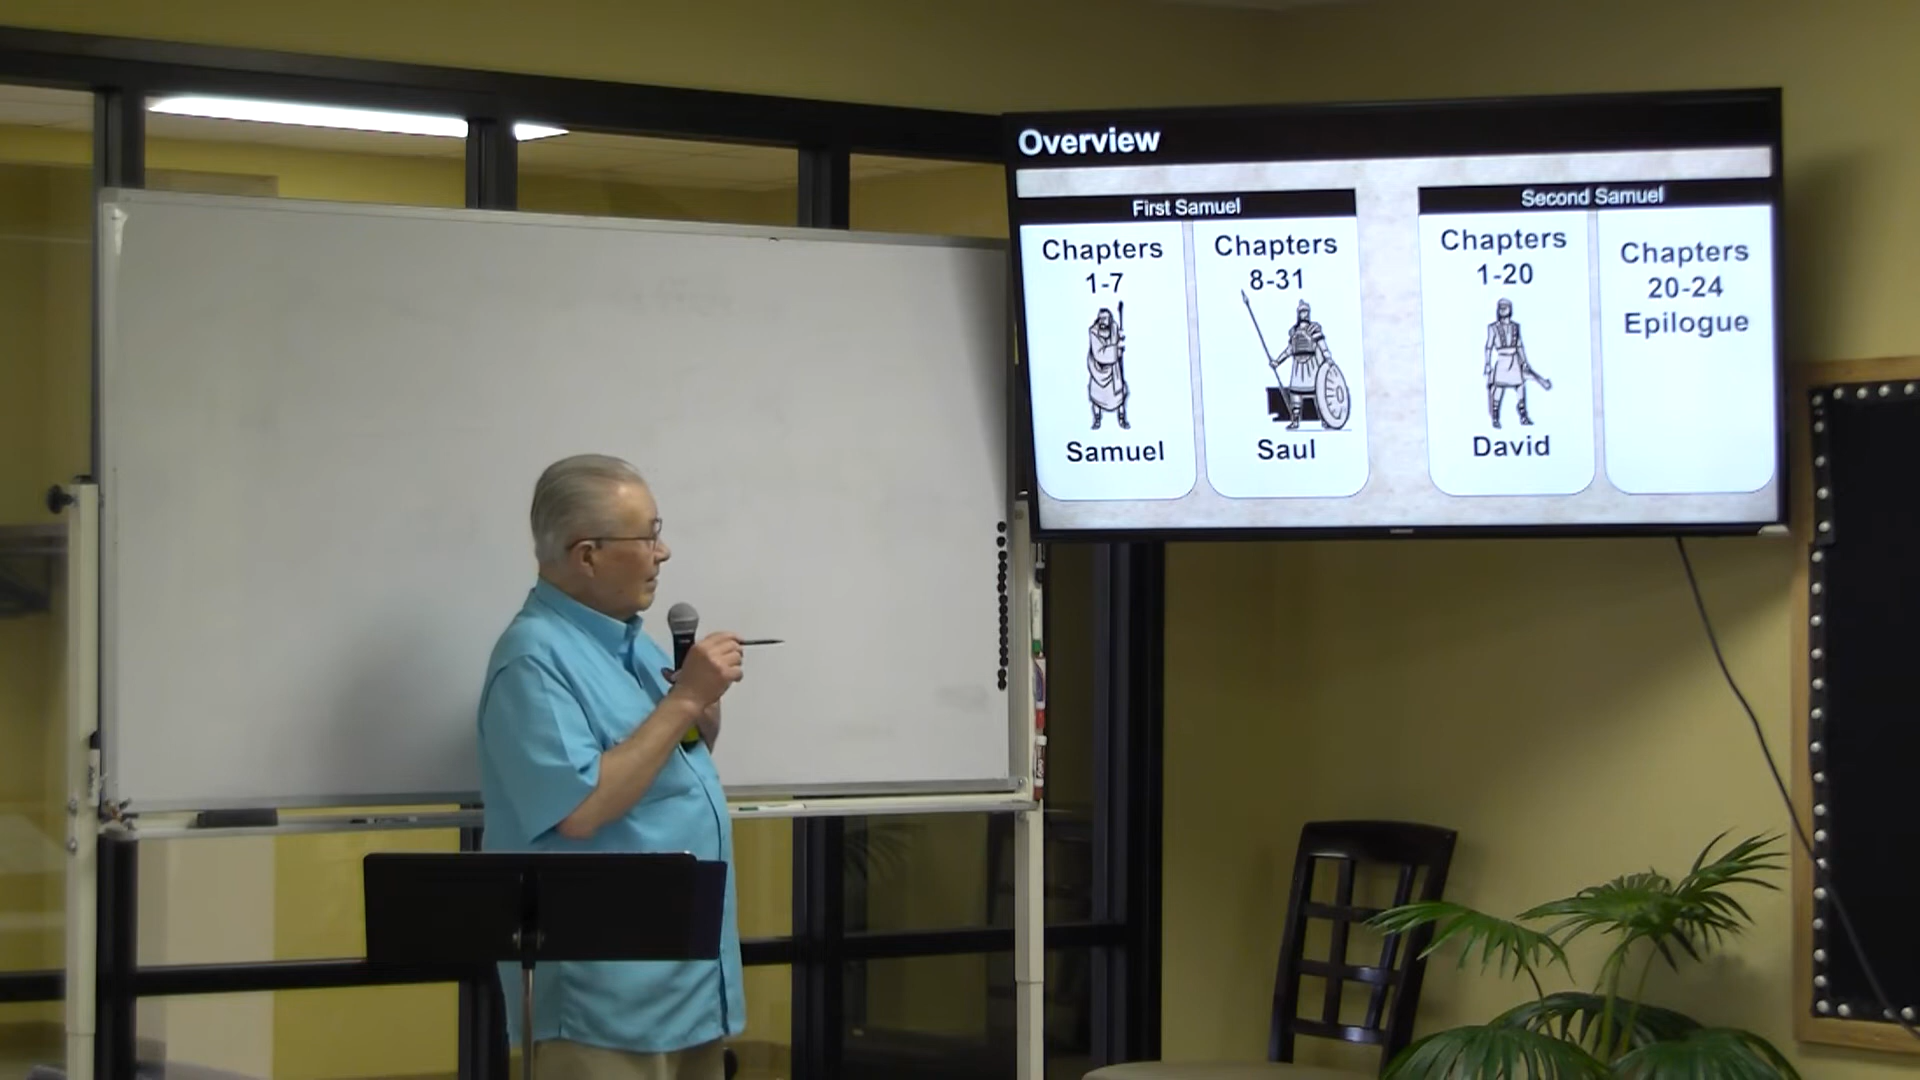 Overview
First Samuel
Chapters
1-7
Samuel
Chapters
8-31
Saul
Second Samuel
Chapters
1-20
David
Chapters
20-24
Epilogue